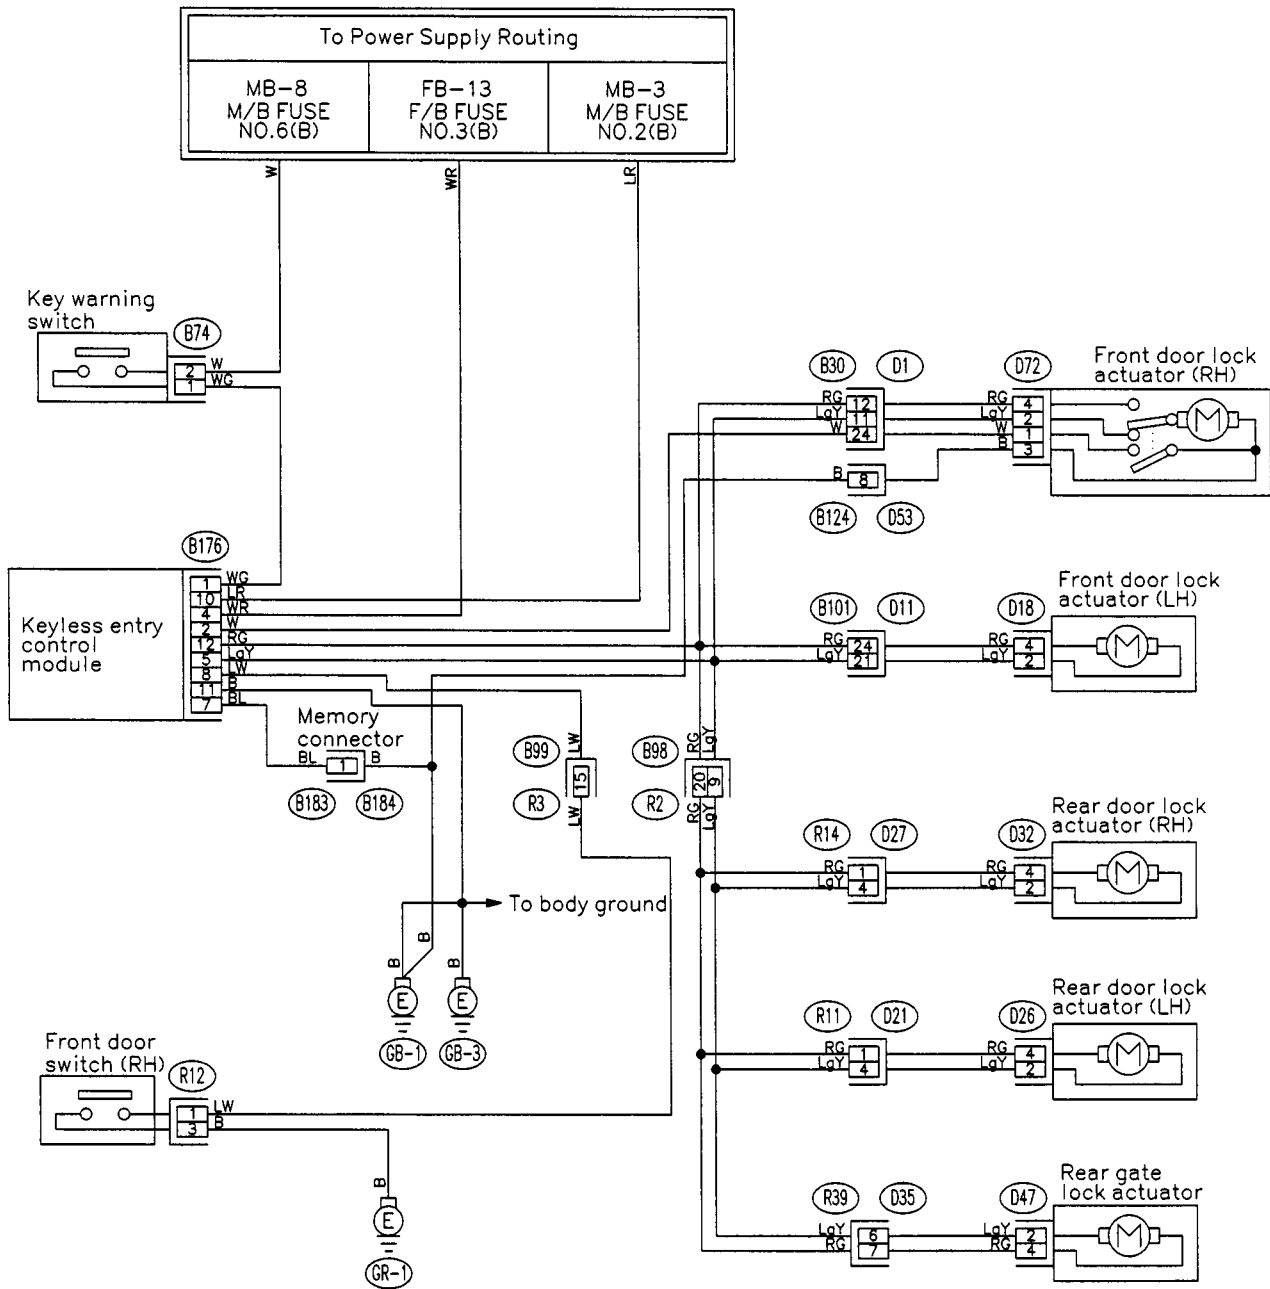 To Power Supply Routing
MB-8
M/B FUSE
NO.6(B)
FB-13
F/B FUSE
NO.3(B)
MB-3
M/B FUSE
NO.2(B)
W
WR
LR
Key warning
switch
B74
2
W
1
WG
B30
D1
D72
Front door lock
actuator (RH)
RG
12
RG
4
LgY
11
LgY
2
W
24
W
1
B
3
M
B
8
B124
D53
B176
Keyless entry
control
module
1
WG
10
LR
4
WR
2
W
12
RG
5
LgY
8
LW
11
B
7
BL
B101
D11
D18
Front door lock
actuator (LH)
RG
24
RG
4
LgY
21
LgY
2
M
Memory
connector
BL
1
B
B183
B184
B99
LW
15
R3
LW
B98
RG
LgY
20
9
R2
RG
LgY
R14
D27
D32
Rear door lock
actuator (RH)
RG
1
RG
4
LgY
4
LgY
2
M
To body ground
B
B
B
E
E
GB-1
GB-3
R11
D21
D26
Rear door lock
actuator (LH)
RG
1
RG
4
LgY
4
LgY
2
M
Front door
switch (RH)
R12
1
LW
3
B
B
E
GR-1
R39
D35
D47
Rear gate
lock actuator
LgY
6
LgY
2
RG
7
RG
4
M